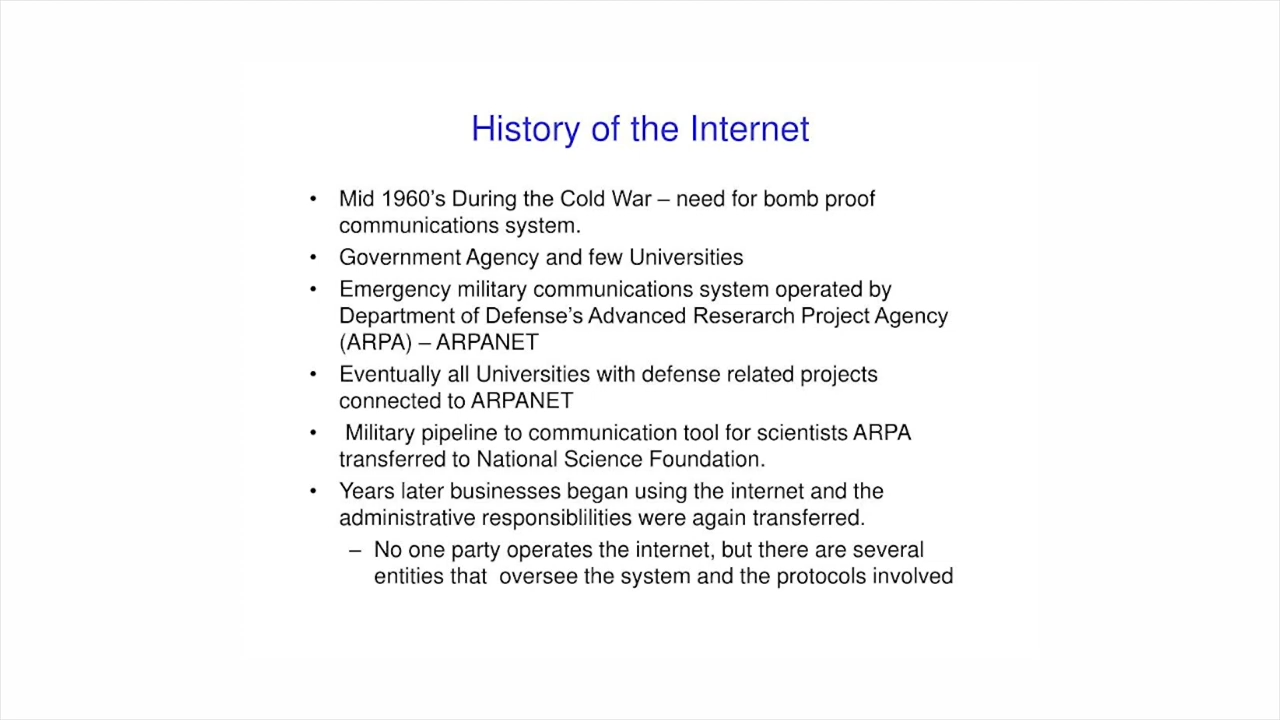 History of the Internet
• Mid 1960's During the Cold War – need for bomb proof
communications system.
• Government Agency and few Universities
• Emergency military communications system operated by
Department of Defense's Advanced Reserarch Project Agency
(ARPA) – ARPANET
• Eventually all Universities with defense related projects
connected to ARPANET
• Military pipeline to communication tool for scientists ARPA
transferred to National Science Foundation.
• Years later businesses began using the internet and the
administrative responsiblilities were again transferred.
– No one party operates the internet, but there are several
entities that oversee the system and the protocols involved